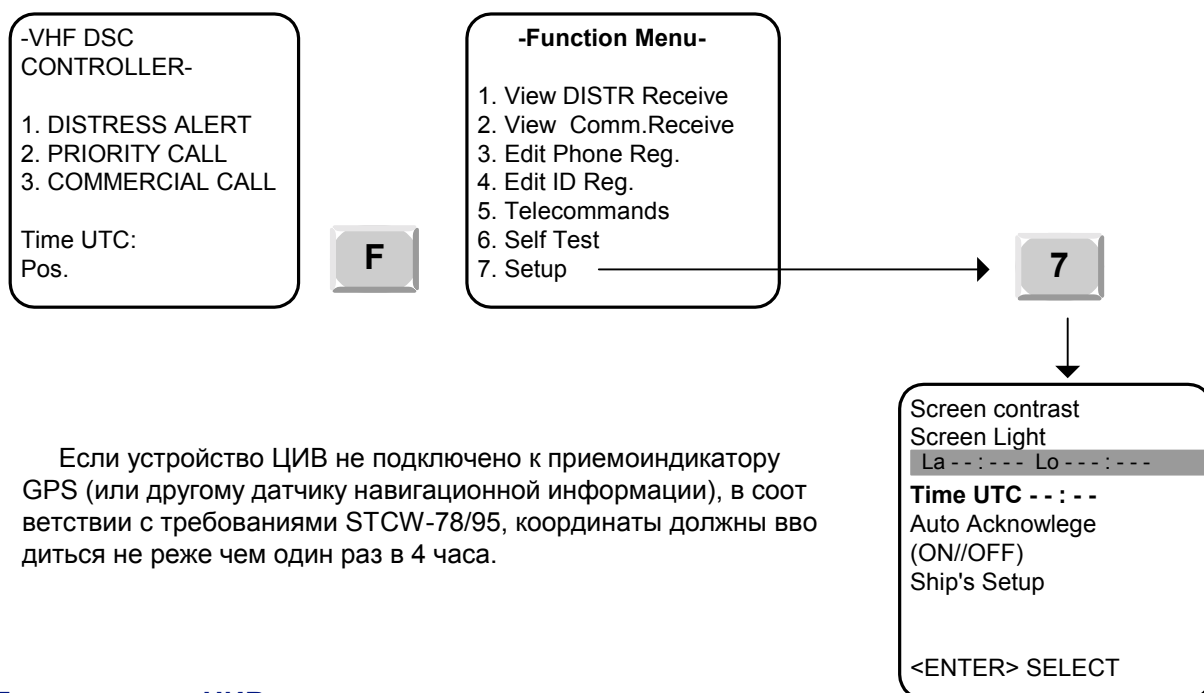 -VHF DSC
CONTROLLER-
1. DISTRESS ALERT
2. PRIORITY CALL
3. COMMERCIAL CALL
Time UTC:
Pos.
F
-Function Menu-
1. View DISTR Receive
2. View Comm.Receive
3. Edit Phone Reg.
4. Edit ID Reg.
5. Telecommands
6. Self Test
7. Setup
7
Screen contrast
Screen Light
La - - : - - - Lo - - - : - - -
Time UTC - - : - -
Auto Acknowlege
(ON//OFF)
Ship's Setup
<ENTER> SELECT
Если устройство ЦИВ не подключено к приемоиндикатору
GPS (или другому датчику навигационной информации), в соот
ветствии с требованиями STCW-78/95, координаты должны вво
диться не реже чем один раз в 4 часа.